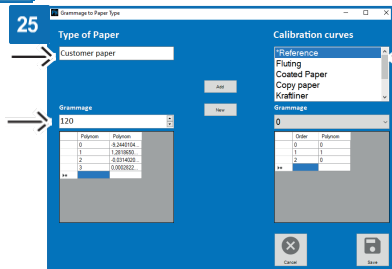 25
Grammage to Paper Type
Type of Paper
Customer paper
Grammage
120
Polynom Polynom
0 -9,2440104...
1 1,2818650...
2 -0,0314020...
3 0,0002822...
Add
New
Calibration curves
*Reference
Fluting
Coated Paper
Copy paper
Kraftliner
Grammage
0
Order Polynom
0 0
1 1
2 0
Cancel
Save